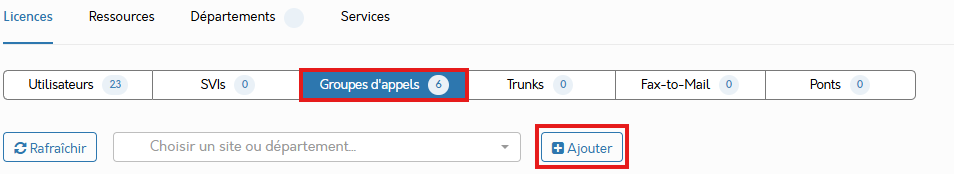 Licences Ressources Départements Services
Utilisateurs 23 SVIs 0 Groupes d'appels 6 Trunks 0 Fax-to-Mail 0 Ponts 0
Rafraîchir Choisir un site ou département... Ajouter